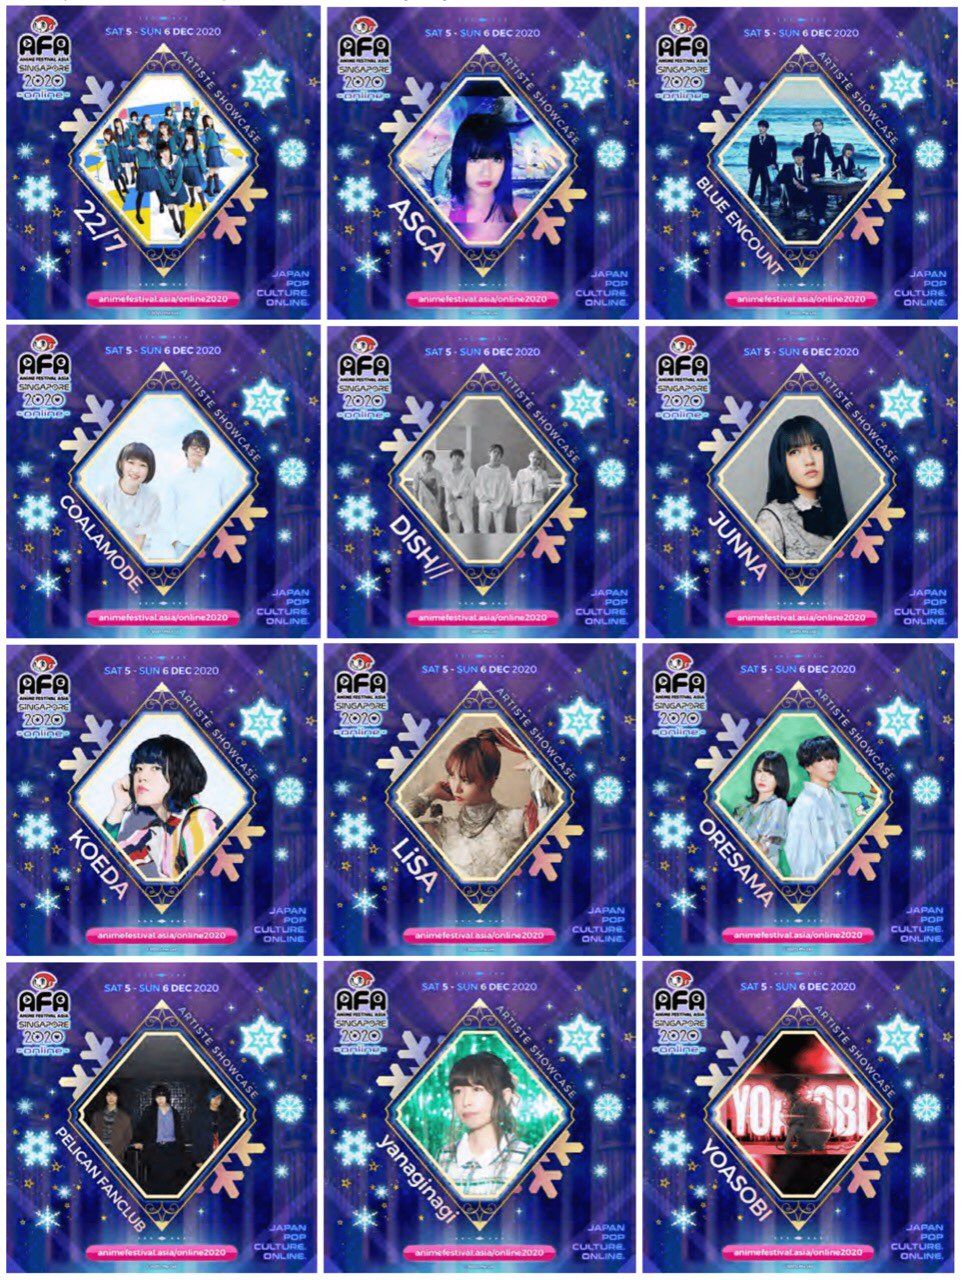 AFA
ANIME FESTIVAL ASIA
SINGAPORE
2020
-online-
SAT 5 - SUN 6 DEC 2020
ARTISTE SHOWCASE
22/7
JAPAN
POP
CULTURE.
ONLINE.
animefestival.asia/online2020
AFA
ANIME FESTIVAL ASIA
SINGAPORE
2020
-online-
SAT 5 - SUN 6 DEC 2020
ARTISTE SHOWCASE
ASCA
JAPAN
POP
CULTURE.
ONLINE.
animefestival.asia/online2020
AFA
ANIME FESTIVAL ASIA
SINGAPORE
2020
-online-
SAT 5 - SUN 6 DEC 2020
ARTISTE SHOWCASE
BLUE ENCOUNT
JAPAN
POP
CULTURE.
ONLINE.
animefestival.asia/online2020
AFA
ANIME FESTIVAL ASIA
SINGAPORE
2020
-online-
SAT 5 - SUN 6 DEC 2020
ARTISTE SHOWCASE
COALAMODE.
JAPAN
POP
CULTURE.
ONLINE.
animefestival.asia/online2020
AFA
ANIME FESTIVAL ASIA
SINGAPORE
2020
-online-
SAT 5 - SUN 6 DEC 2020
ARTISTE SHOWCASE
DISH//
JAPAN
POP
CULTURE.
ONLINE.
animefestival.asia/online2020
AFA
ANIME FESTIVAL ASIA
SINGAPORE
2020
-online-
SAT 5 - SUN 6 DEC 2020
ARTISTE SHOWCASE
JUNNA
JAPAN
POP
CULTURE.
ONLINE.
animefestival.asia/online2020
AFA
ANIME FESTIVAL ASIA
SINGAPORE
2020
-online-
SAT 5 - SUN 6 DEC 2020
ARTISTE SHOWCASE
KOEDA
JAPAN
POP
CULTURE.
ONLINE.
animefestival.asia/online2020
AFA
ANIME FESTIVAL ASIA
SINGAPORE
2020
-online-
SAT 5 - SUN 6 DEC 2020
ARTISTE SHOWCASE
LiSA
JAPAN
POP
CULTURE.
ONLINE.
animefestival.asia/online2020
AFA
ANIME FESTIVAL ASIA
SINGAPORE
2020
-online-
SAT 5 - SUN 6 DEC 2020
ARTISTE SHOWCASE
ORESAMA
JAPAN
POP
CULTURE.
ONLINE.
animefestival.asia/online2020
AFA
ANIME FESTIVAL ASIA
SINGAPORE
2020
-online-
SAT 5 - SUN 6 DEC 2020
ARTISTE SHOWCASE
PELICAN FANCLUB
JAPAN
POP
CULTURE.
ONLINE.
animefestival.asia/online2020
AFA
ANIME FESTIVAL ASIA
SINGAPORE
2020
-online-
SAT 5 - SUN 6 DEC 2020
ARTISTE SHOWCASE
yanaginagi
JAPAN
POP
CULTURE.
ONLINE.
animefestival.asia/online2020
AFA
ANIME FESTIVAL ASIA
SINGAPORE
2020
-online-
SAT 5 - SUN 6 DEC 2020
ARTISTE SHOWCASE
YOASOBI
YOASOBI
JAPAN
POP
CULTURE.
ONLINE.
animefestival.asia/online2020